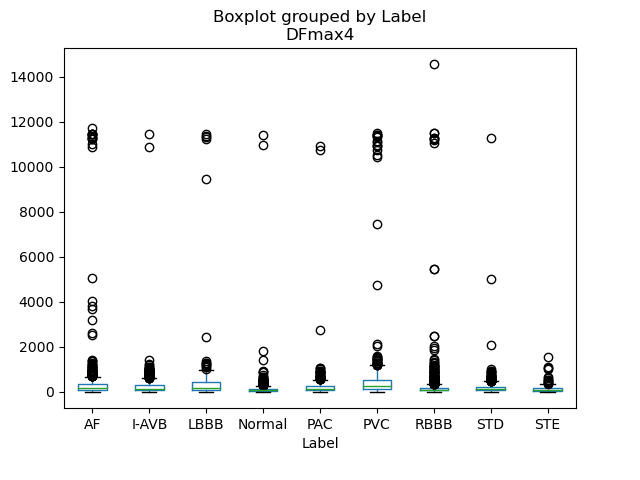 Boxplot grouped by Label
DFmax4
14000
12000
10000
8000
6000
4000
2000
0
AF I-AVB LBBB Normal PAC PVC RBBB STD STE
Label